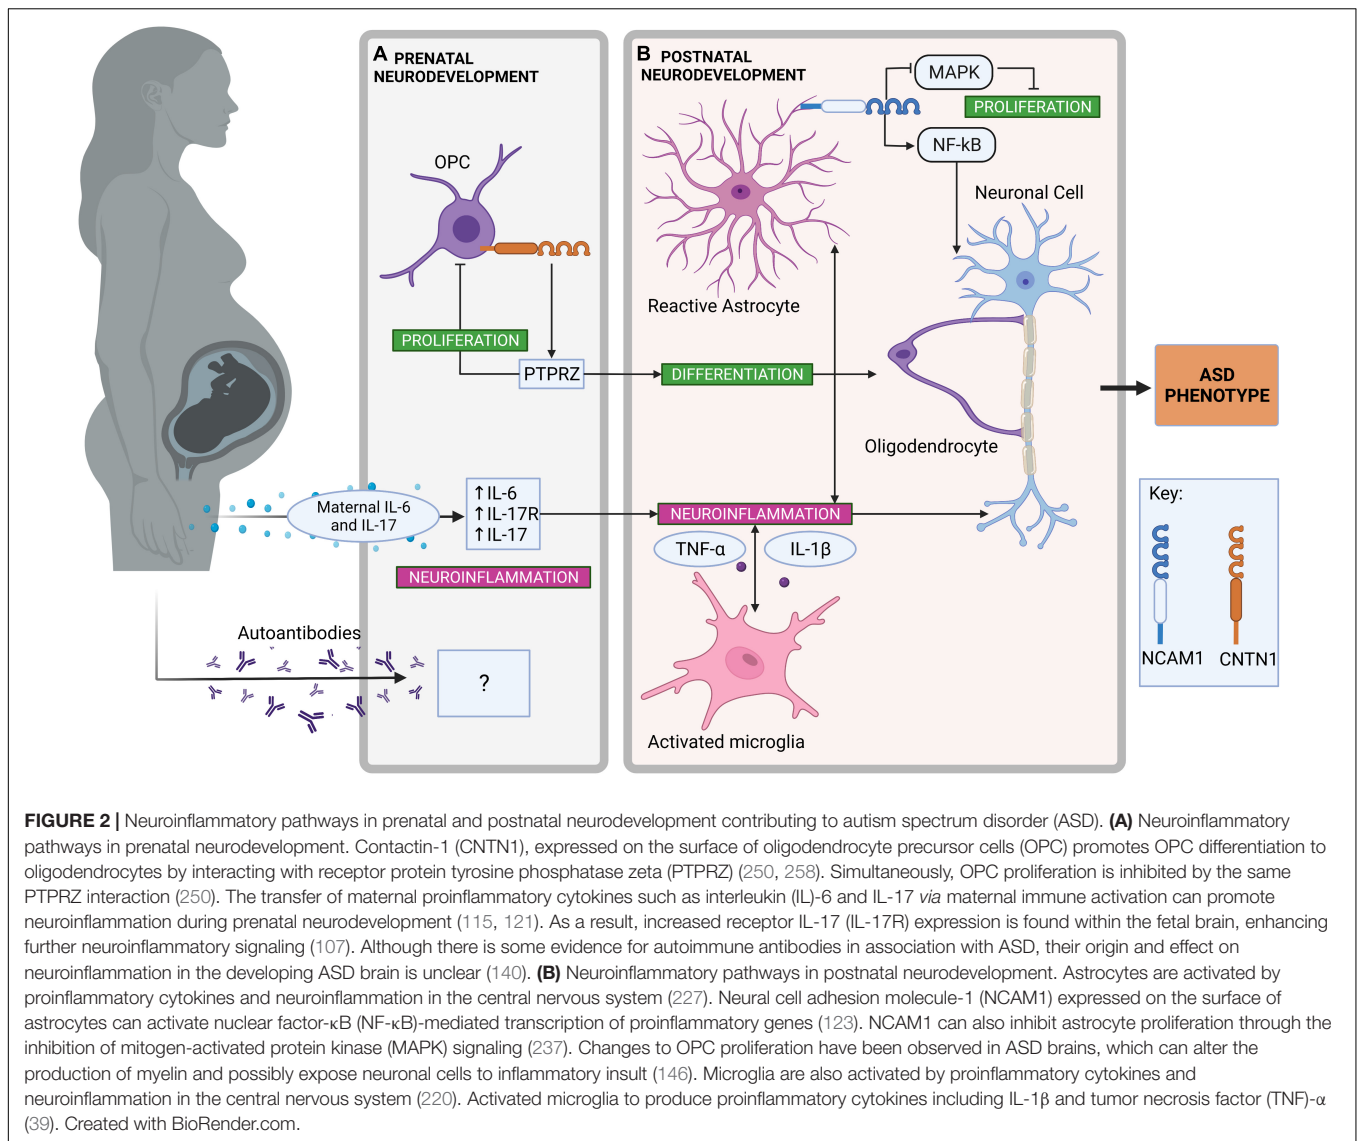 A PRENATAL
NEURODEVELOPMENT
OPC
PROLIFERATION
PTPRZ
Maternal IL-6
and IL-17
↑IL-6
↑IL-17R
↑IL-17
NEUROINFLAMMATION
Autoantibodies
?
B POSTNATAL
NEURODEVELOPMENT
MAPK
PROLIFERATION
NF-kB
Neuronal Cell
Reactive Astrocyte
DIFFERENTIATION
Oligodendrocyte
NEUROINFLAMMATION
TNF-α
IL-1β
Activated microglia
ASD
PHENOTYPE
Key:
NCAM1
CNTN1
FIGURE 2 | Neuroinflammatory pathways in prenatal and postnatal neurodevelopment contributing to autism spectrum disorder (ASD). (A) Neuroinflammatory
pathways in prenatal neurodevelopment. Contactin-1 (CNTN1), expressed on the surface of oligodendrocyte precursor cells (OPC) promotes OPC differentiation to
oligodendrocytes by interacting with receptor protein tyrosine phosphatase zeta (PTPRZ) (250, 258). Simultaneously, OPC proliferation is inhibited by the same
PTPRZ interaction (250). The transfer of maternal proinflammatory cytokines such as interleukin (IL)-6 and IL-17 via maternal immune activation can promote
neuroinflammation during prenatal neurodevelopment (115, 121). As a result, increased receptor IL-17 (IL-17R) expression is found within the fetal brain, enhancing
further neuroinflammatory signaling (107). Although there is some evidence for autoimmune antibodies in association with ASD, their origin and effect on
neuroinflammation in the developing ASD brain is unclear (140). (B) Neuroinflammatory pathways in postnatal neurodevelopment. Astrocytes are activated by
proinflammatory cytokines and neuroinflammation in the central nervous system (227). Neural cell adhesion molecule-1 (NCAM1) expressed on the surface of
astrocytes can activate nuclear factor-κB (NF-κB)-mediated transcription of proinflammatory genes (123). NCAM1 can also inhibit astrocyte proliferation through the
inhibition of mitogen-activated protein kinase (MAPK) signaling (237). Changes to OPC proliferation have been observed in ASD brains, which can alter the
production of myelin and possibly expose neuronal cells to inflammatory insult (146). Microglia are also activated by proinflammatory cytokines and
neuroinflammation in the central nervous system (220). Activated microglia to produce proinflammatory cytokines including IL-1β and tumor necrosis factor (TNF)-α
(39). Created with BioRender.com.